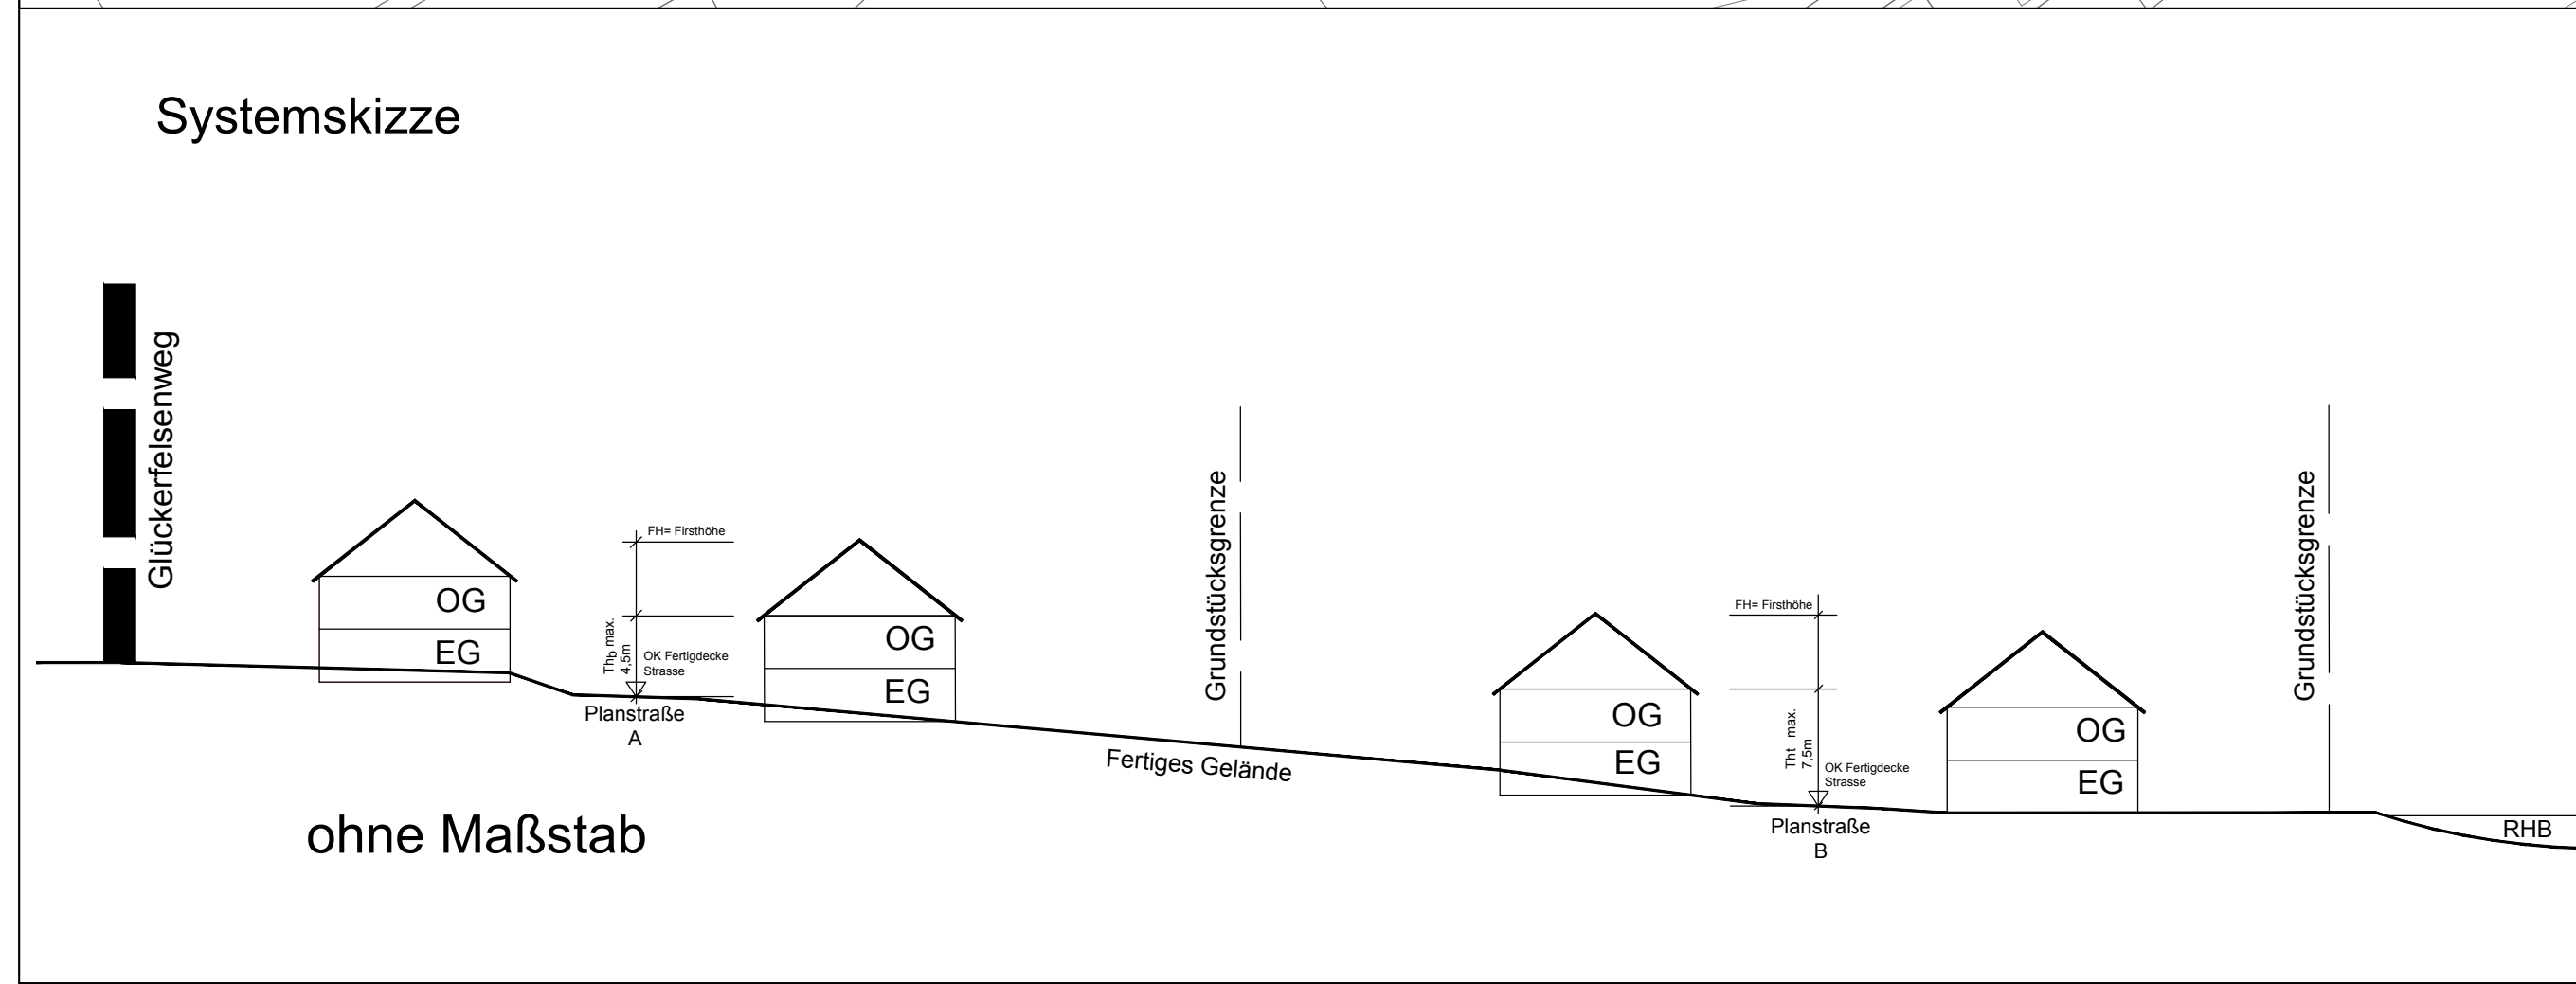 Systemskizze
Glückerfelsenweg
OG
EG
FH= Firsthöhe
Thb max.
4,5m
OK Fertigdecke
Strasse
Planstraße
A
OG
EG
Grundstücksgrenze
Fertiges Gelände
OG
EG
FH= Firsthöhe
Tht max.
7,5m
OK Fertigdecke
Strasse
Planstraße
B
OG
EG
Grundstücksgrenze
RHB
ohne Maßstab